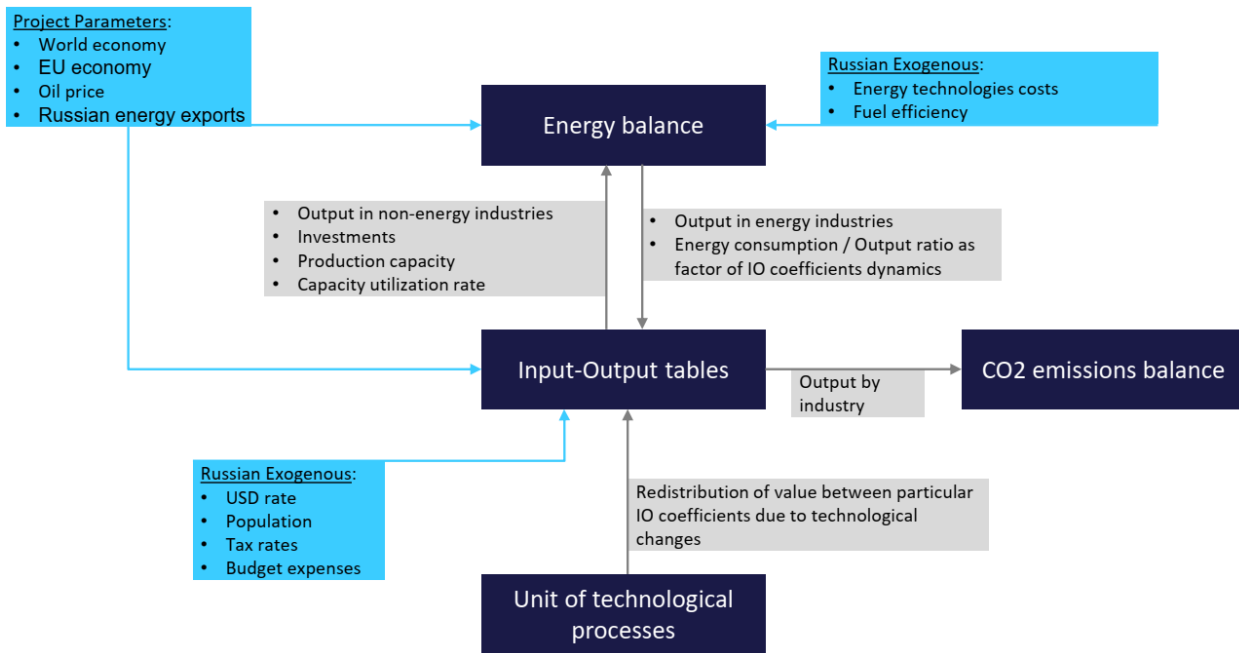 Project Parameters:
• World economy
• EU economy
• Oil price
• Russian energy exports
Russian Exogenous:
• Energy technologies costs
• Fuel efficiency
Energy balance
• Output in non-energy industries
• Investments
• Production capacity
• Capacity utilization rate
• Output in energy industries
• Energy consumption / Output ratio as
factor of IO coefficients dynamics
Input-Output tables
Output by
industry
CO2 emissions balance
Russian Exogenous:
• USD rate
• Population
• Tax rates
• Budget expenses
Redistribution of value between particular
IO coefficients due to technological
changes
Unit of technological
processes